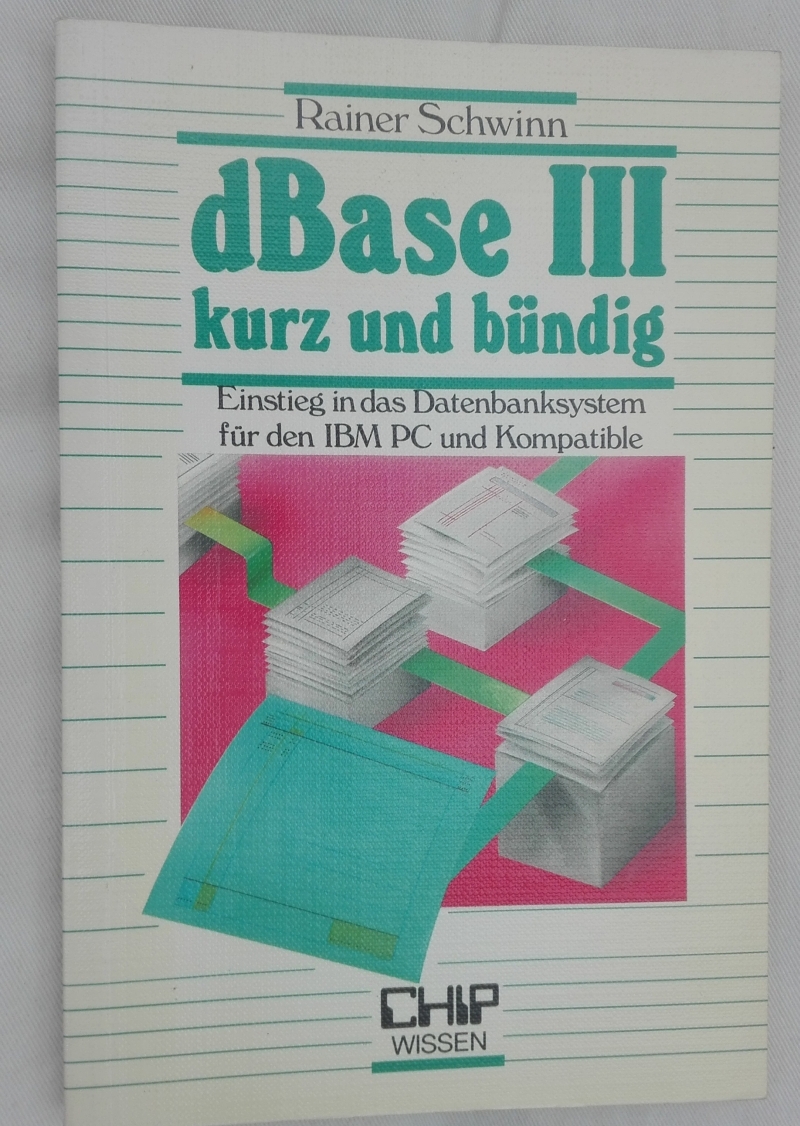 Rainer Schwinn
dBase III
kurz und bündig
Einstieg in das Datenbanksystem
für den IBM PC und Kompatible
CHIP
WISSEN